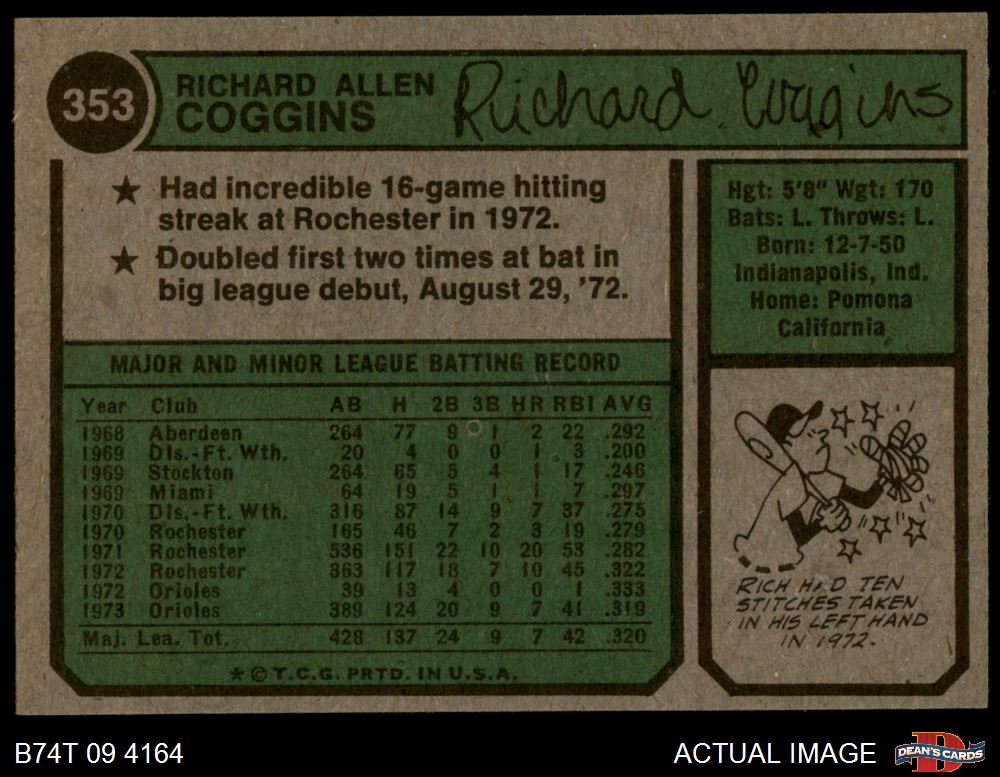 353
RICHARD ALLEN
COGGINS
Richard Coggins
★ Had incredible 16-game hitting
streak at Rochester in 1972.
★ Doubled first two times at bat in
big league debut, August 29, '72.
Hgt: 5'8" Wgt: 170
Bats: L. Throws: L.
Born: 12-7-50
Indianapolis, Ind.
Home: Pomona
California
MAJOR AND MINOR LEAGUE BATTING RECORD
Year Club AB H 2B 3B HR RBI AVG
1968 Aberdeen 264 77 9 1 2 22 .292
1969 Dls.-Ft. Wth. 20 4 0 0 1 3 .200
1969 Stockton 264 65 5 4 1 17 .246
1969 Miami 64 19 5 1 1 7 .297
1970 Dls.-Ft. Wth. 316 87 14 9 7 37 .275
1970 Rochester 165 46 7 2 3 19 .279
1971 Rochester 536 151 22 10 20 53 .282
1972 Rochester 363 117 18 7 10 45 .322
1972 Orioles 39 13 4 0 0 1 .333
1973 Orioles 389 124 20 9 7 41 .319
Maj. Lea. Tot. 428 137 24 9 7 42 .320
* © T.C.G. PRTD. IN U.S.A.
RICH HAD TEN
STITCHES TAKEN
IN HIS LEFT HAND
IN 1972.
B74T 09 4164
ACTUAL IMAGE
DEAN'S CARDS